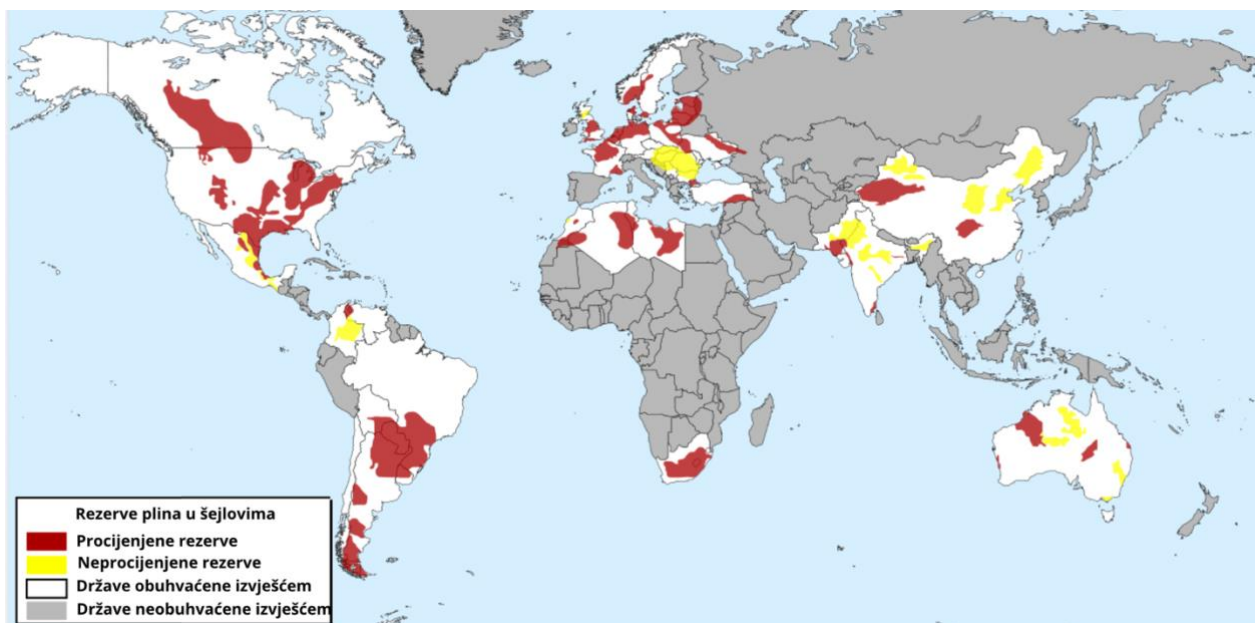 Rezerve plina u šejlovima
Procijenjene rezerve
Neprocijenjene rezerve
Države obuhvaćene izvješćem
Države neobuhvaćene izvješćem